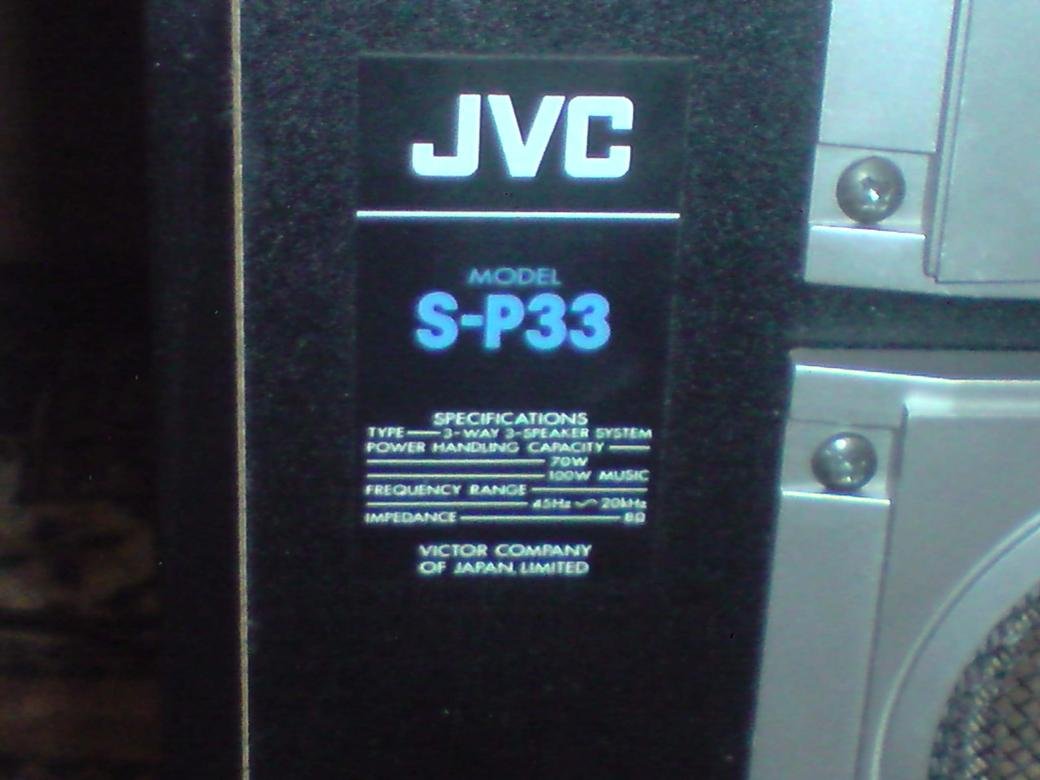 JVC
MODEL
S-P33
SPECIFICATIONS
TYPE — 3-WAY 3-SPEAKER SYSTEM
POWER HANDLING CAPACITY —
— 70W
— 100W MUSIC
FREQUENCY RANGE —
— 45Hz ~ 20kHz
IMPEDANCE — 8Ω
VICTOR COMPANY
OF JAPAN, LIMITED